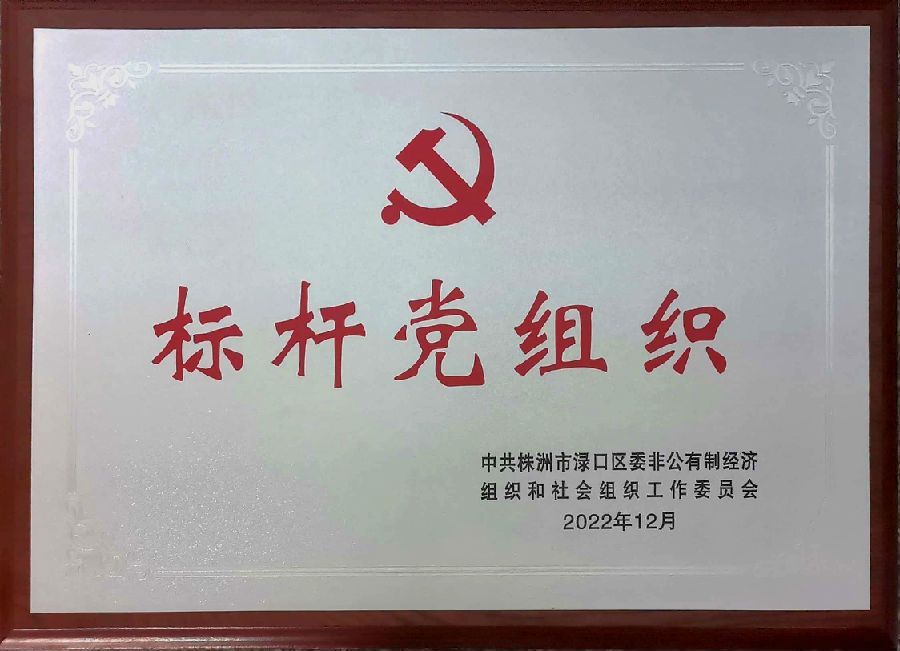 标杆党组织
中共株洲市渌口区委非公有制经济
组织和社会组织工作委员会
2022年12月